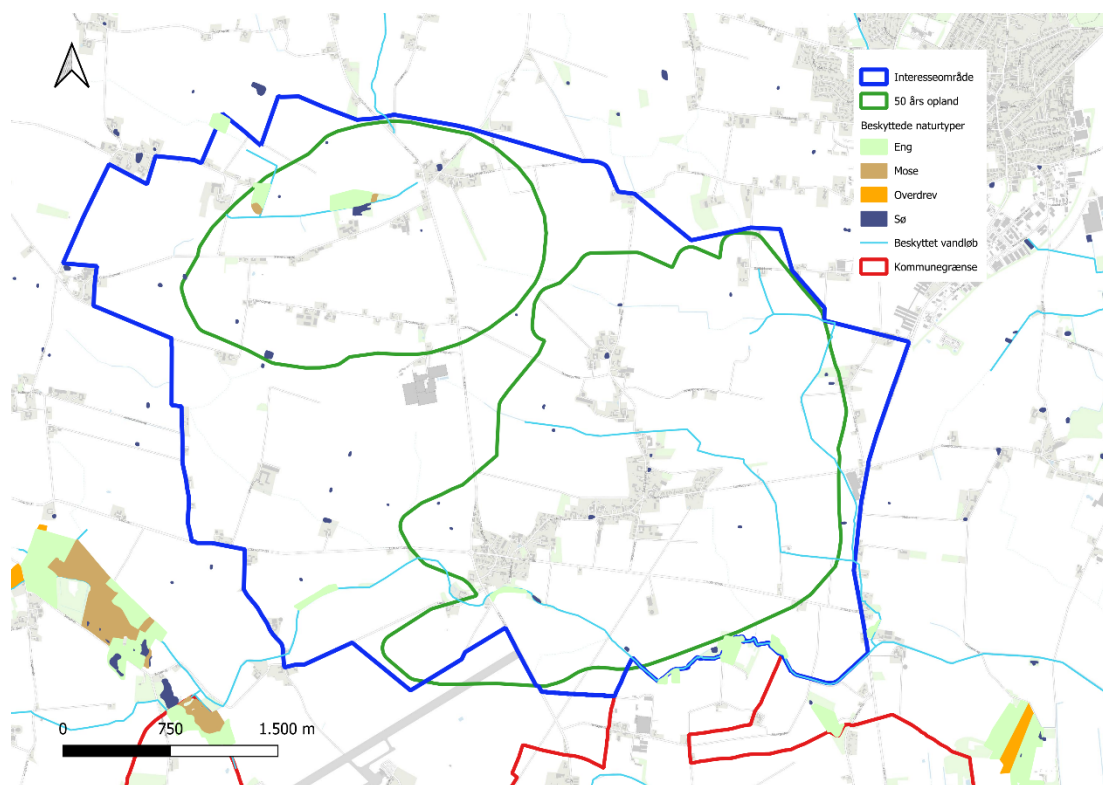 Interesseområde
50 års opland
Beskyttede naturtyper
Eng
Mose
Overdrev
Sø
Beskyttet vandløb
Kommunegrænse
0 750 1.500 m